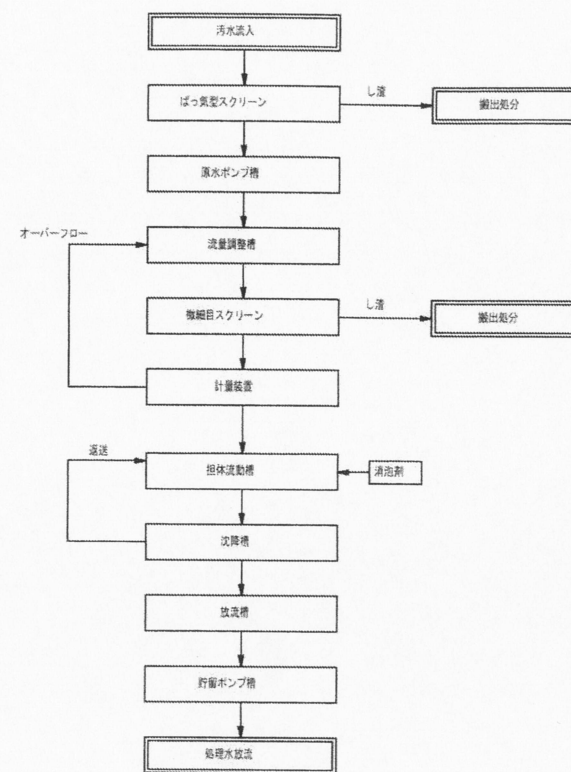 汚水流入
ばっ気型スクリーン
し渣
搬出処分
原水ポンプ槽
オーバーフロー
流量調整槽
微細目スクリーン
し渣
搬出処分
計量装置
返送
担体流動槽
消泡剤
沈降槽
放流槽
貯留ポンプ槽
処理水放流